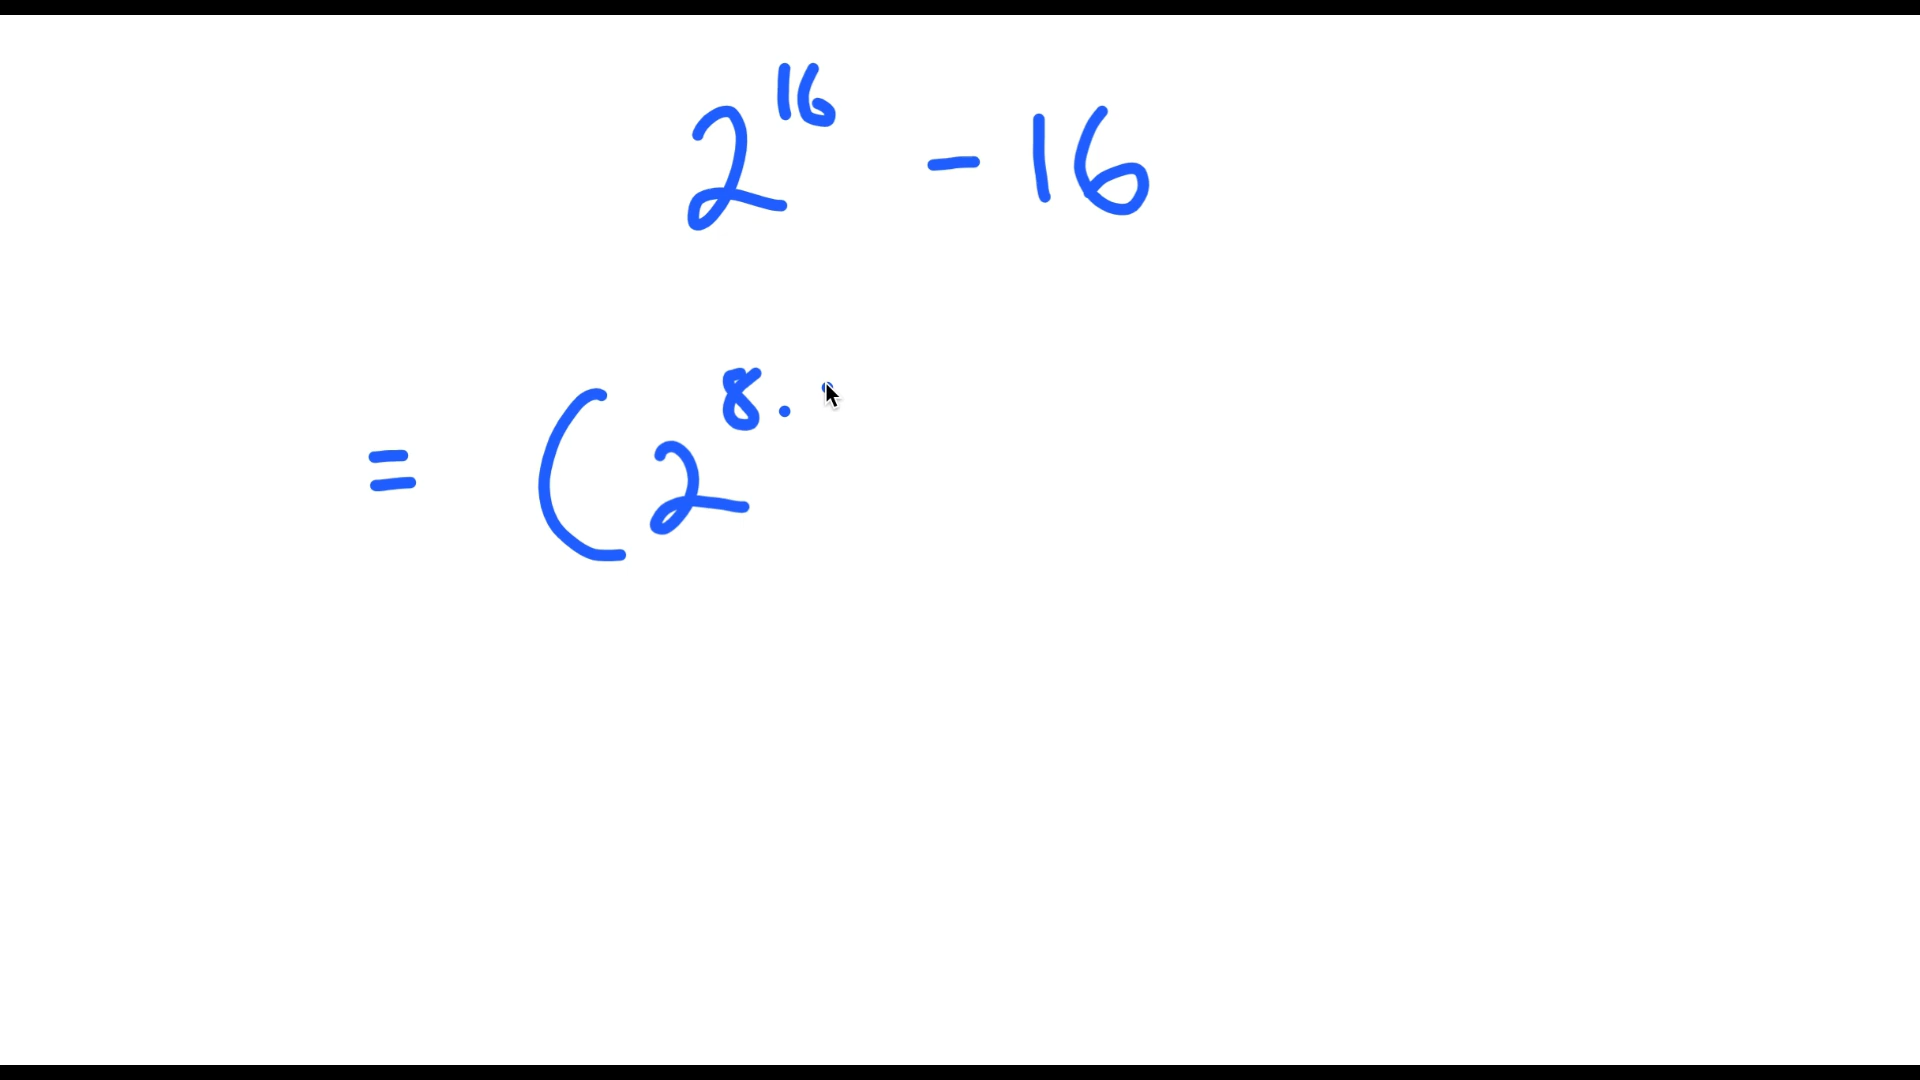 2^16 - 16
= (2^8.